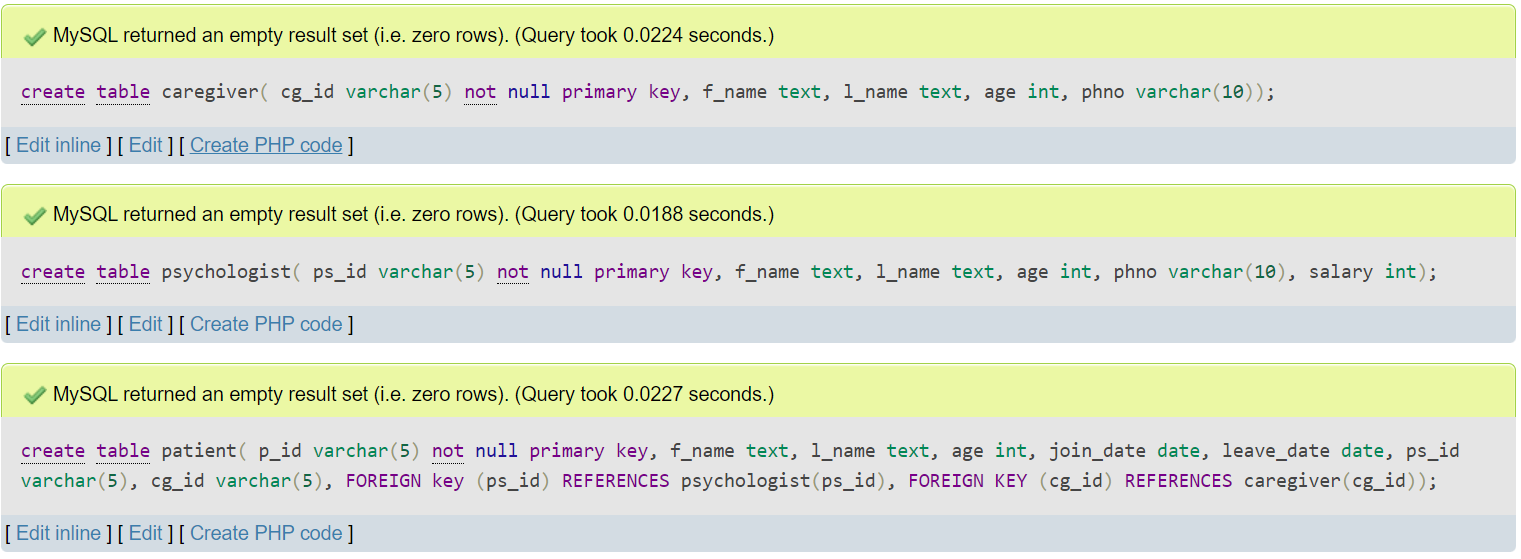 MySQL returned an empty result set (i.e. zero rows). (Query took 0.0224 seconds.)
create table caregiver( cg_id varchar(5) not null primary key, f_name text, l_name text, age int, phno varchar(10));
[ Edit inline ] [ Edit ] [ Create PHP code ]
MySQL returned an empty result set (i.e. zero rows). (Query took 0.0188 seconds.)
create table psychologist( ps_id varchar(5) not null primary key, f_name text, l_name text, age int, phno varchar(10), salary int);
[ Edit inline ] [ Edit ] [ Create PHP code ]
MySQL returned an empty result set (i.e. zero rows). (Query took 0.0227 seconds.)
create table patient( p_id varchar(5) not null primary key, f_name text, l_name text, age int, join_date date, leave_date date, ps_id
varchar(5), cg_id varchar(5), FOREIGN key (ps_id) REFERENCES psychologist(ps_id), FOREIGN KEY (cg_id) REFERENCES caregiver(cg_id));
[ Edit inline ] [ Edit ] [ Create PHP code ]